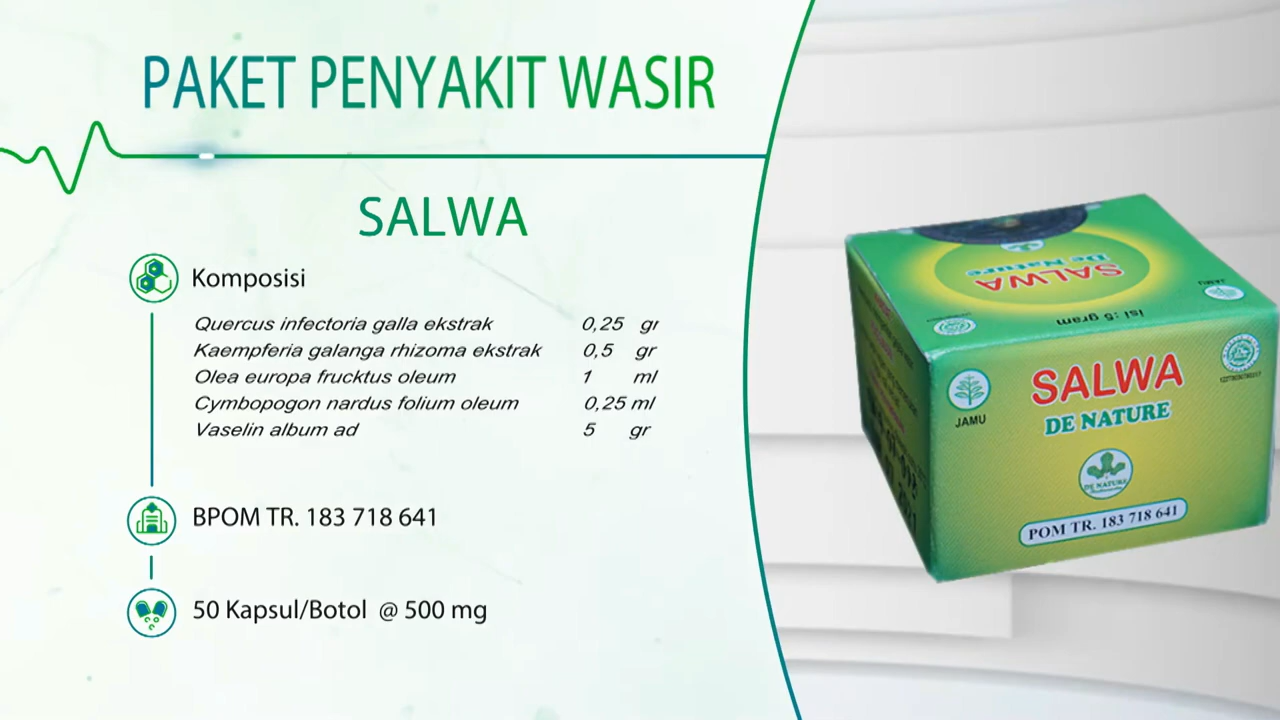 PAKET PENYAKIT WASIR
SALWA
Komposisi
Quercus infectoria galla ekstrak 0,25 gr
Kaempferia galanga rhizoma ekstrak 0,5 gr
Olea europa frucktus oleum 1 ml
Cymbopogon nardus folium oleum 0,25 ml
Vaselin album ad 5 gr
BPOM TR. 183 718 641
50 Kapsul/Botol @ 500 mg
SALWA
De Nature
JAMU
isi : 5 gram
SALWA
DE NATURE
JAMU
DE NATURE
POM TR. 183 718 641